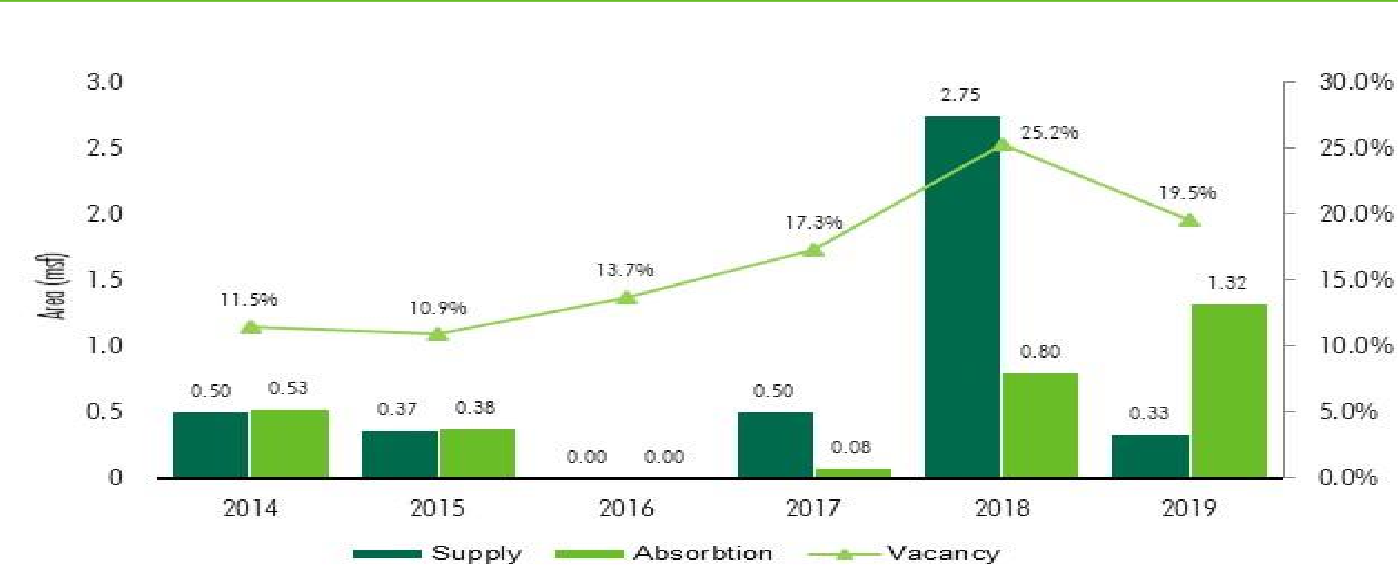 3.0 30.0%
2.75
2.5 25.2% 25.0%
2.0 17.3% 19.5% 20.0%
Area (msf)
1.5 11.5% 10.9% 13.7% 1.32 15.0%
1.0 0.80 10.0%
0.5 0.50 0.53 0.37 0.38 0.50 0.33 5.0%
0.00 0.00 0.08
0 0.0%
2014 2015 2016 2017 2018 2019
Supply Absorbtion Vacancy